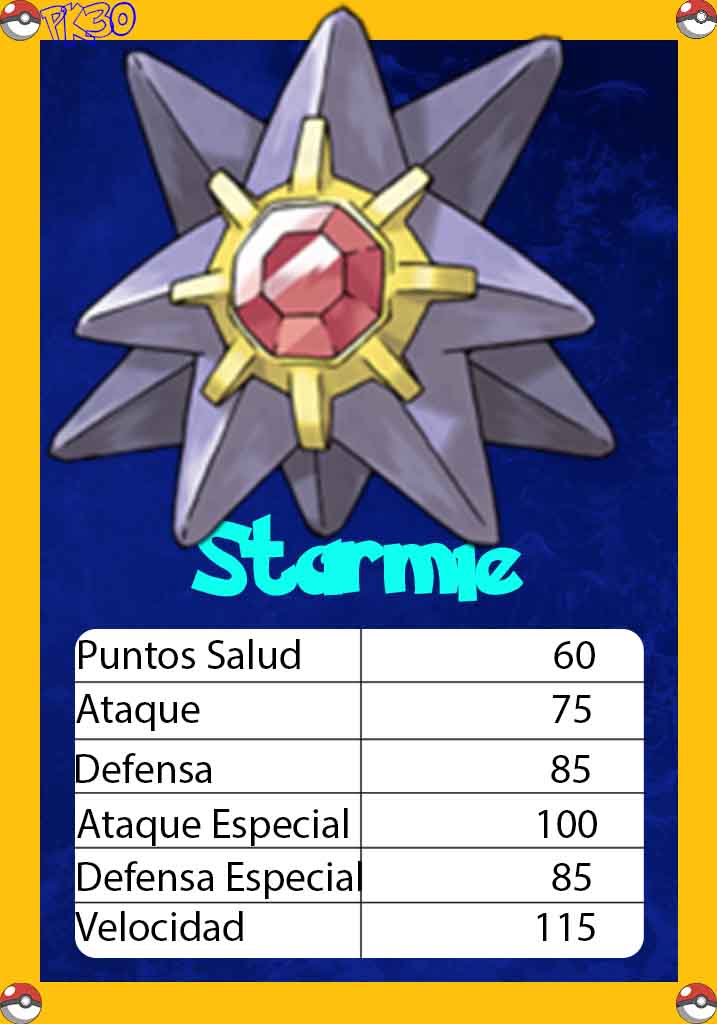 PK30
Starmie
Puntos Salud 60
Ataque 75
Defensa 85
Ataque Especial 100
Defensa Especial 85
Velocidad 115